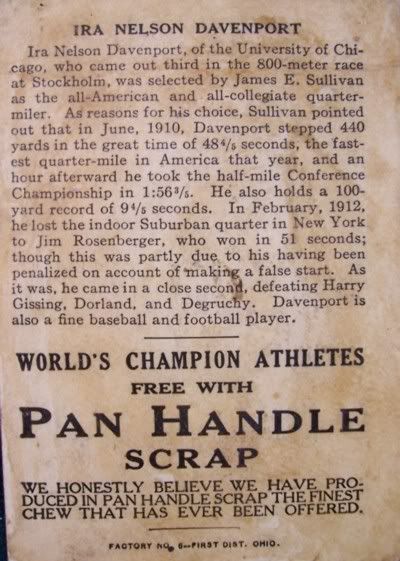 IRA NELSON DAVENPORT
Ira Nelson Davenport, of the University of Chi-
cago, who came out third in the 800-meter race
at Stockholm, was selected by James E. Sullivan
as the all-American and all-collegiate quarter-
miler. As reasons for his choice, Sullivan pointed
out that in June, 1910, Davenport stepped 440
yards in the great time of 48⅘ seconds, the fast-
est quarter-mile in America that year, and an
hour afterward he took the half-mile Conference
Championship in 1:56⅗. He also holds a 100-
yard record of 9⅘ seconds. In February, 1912,
he lost the indoor Suburban quarter in New York
to Jim Rosenberger, who won in 51 seconds;
though this was partly due to his having been
penalized on account of making a false start. As
it was, he came in a close second, defeating Harry
Gissing, Dorland, and Degruchy. Davenport is
also a fine baseball and football player.
WORLD'S CHAMPION ATHLETES
FREE WITH
PAN HANDLE
SCRAP
WE HONESTLY BELIEVE WE HAVE PRO-
DUCED IN PAN HANDLE SCRAP THE FINEST
CHEW THAT HAS EVER BEEN OFFERED.
FACTORY NO. 6—FIRST DIST. OHIO.